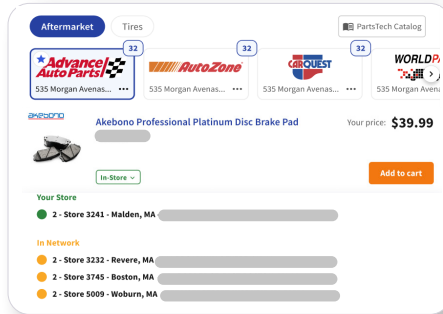 Aftermarket
Tires
PartsTech Catalog
32
32
32
Advance
Auto Parts
AutoZone
CARQUEST
WORLDP
535 Morgan Avenas... •••
535 Morgan Avenas... •••
535 Morgan Avenas... •••
535 Morgan Avena
akebono
Akebono Professional Platinum Disc Brake Pad
Your price: $39.99
In-Store
Add to cart
Your Store
2 - Store 3241 - Malden, MA
In Network
2 - Store 3232 - Revere, MA
2 - Store 3745 - Boston, MA
2 - Store 5009 - Woburn, MA